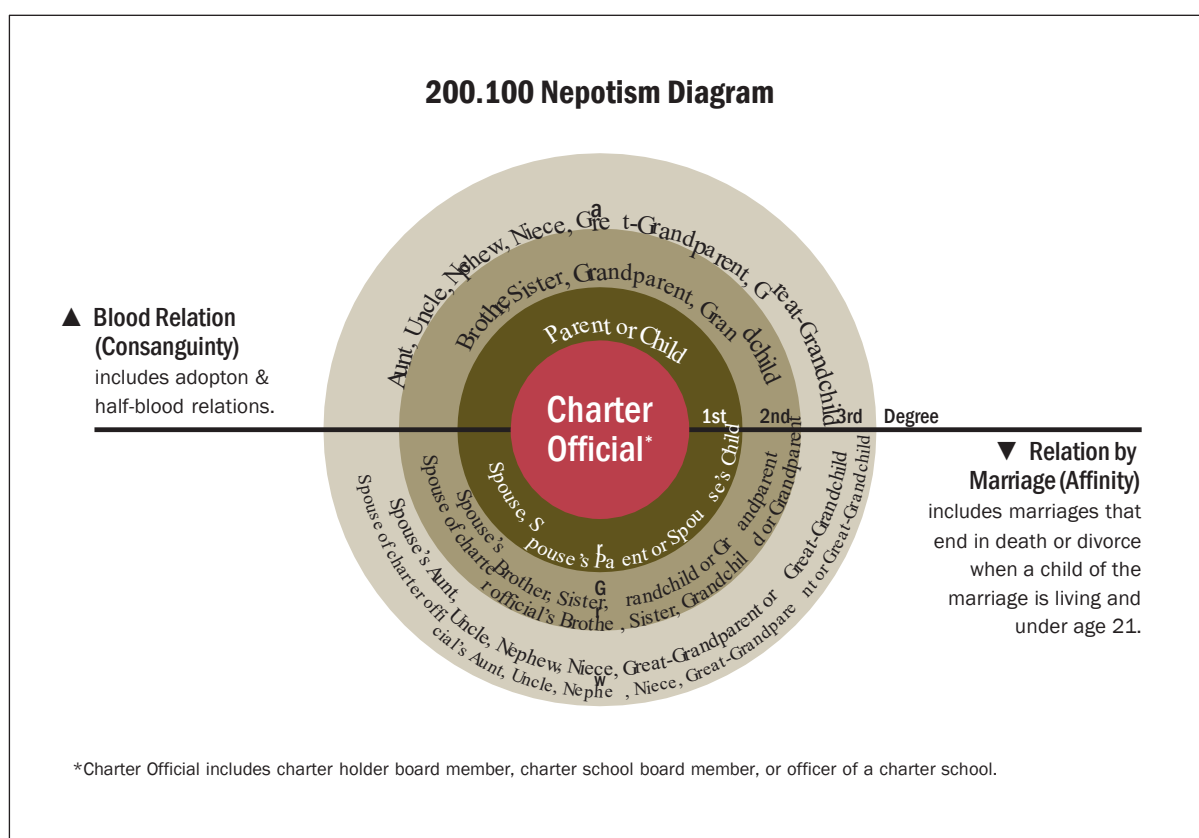 200.100 Nepotism Diagram
Aunt, Uncle, Nephew, Niece, Great-Grandparent, Great-Grandchild
Brother, Sister, Grandparent, Grandchild
Parent or Child
▲ Blood Relation
(Consanguinty)
includes adopton &
half-blood relations.
Charter
Official*
1st 2nd 3rd Degree
Spouse, Spouse's Parent or Spouse's Child
Spouse's Brother, Sister, Grandchild or Grandparent
Spouse of charter official's Brother, Sister, Grandchild or Grandparent
Spouse's Aunt, Uncle, Nephew, Niece, Great-Grandparent or Great-Grandchild
Spouse of charter official's Aunt, Uncle, Nephew, Niece, Great-Grandparent or Great-Grandchild
▼ Relation by
Marriage (Affinity)
includes marriages that
end in death or divorce
when a child of the
marriage is living and
under age 21.
*Charter Official includes charter holder board member, charter school board member, or officer of a charter school.